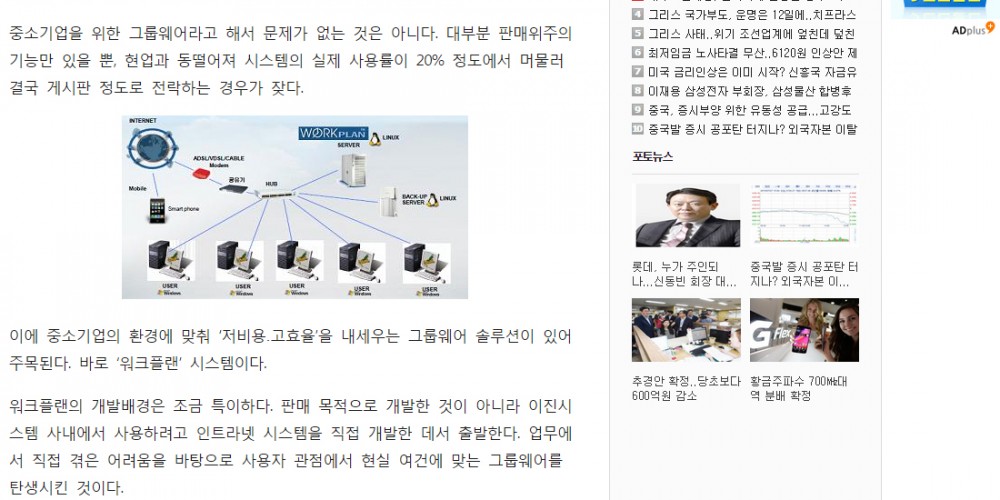 중소기업을 위한 그룹웨어라고 해서 문제가 없는 것은 아니다. 대부분 판매위주의
기능만 있을 뿐, 현업과 동떨어져 시스템의 실제 사용률이 20% 정도에서 머물러
결국 게시판 정도로 전락하는 경우가 잦다.
INTERNET
ADSL/VDSL/CABLE
Modem
공유기
HUB
WORKPLAN
SERVER
LINUX
BACK-UP
SERVER
LINUX
Mobile
Smart phone
USER
Windows
USER
Windows
USER
Windows
USER
Windows
USER
Windows
이에 중소기업의 환경에 맞춰 '저비용.고효율'을 내세우는 그룹웨어 솔루션이 있어
주목된다. 바로 '워크플랜' 시스템이다.
워크플랜의 개발배경은 조금 특이하다. 판매 목적으로 개발한 것이 아니라 이진시
스템 사내에서 사용하려고 인트라넷 시스템을 직접 개발한 데서 출발한다. 업무에
서 직접 겪은 어려움을 바탕으로 사용자 관점에서 현실 여건에 맞는 그룹웨어를
탄생시킨 것이다.
4 그리스 국가부도, 운명은 12일에..치프라스
5 그리스 사태..위기 조선업계에 엎친데 덮친
6 최저임금 노사타결 무산..6120원 인상안 제
7 미국 금리인상은 이미 시작? 신흥국 자금유
8 이재용 삼성전자 부회장, 삼성물산 합병후
9 중국, 증시부양 위한 유동성 공급...고강도
10 중국발 증시 공포탄 터지나? 외국자본 이탈
포토뉴스
롯데, 누가 주인되
나...신동빈 회장 대...
중국발 증시 공포탄 터
지나? 외국자본 이...
G Flex
추경안 확정..당초보다
600억원 감소
황금주파수 700㎒대
역 분배 확정
ADplus